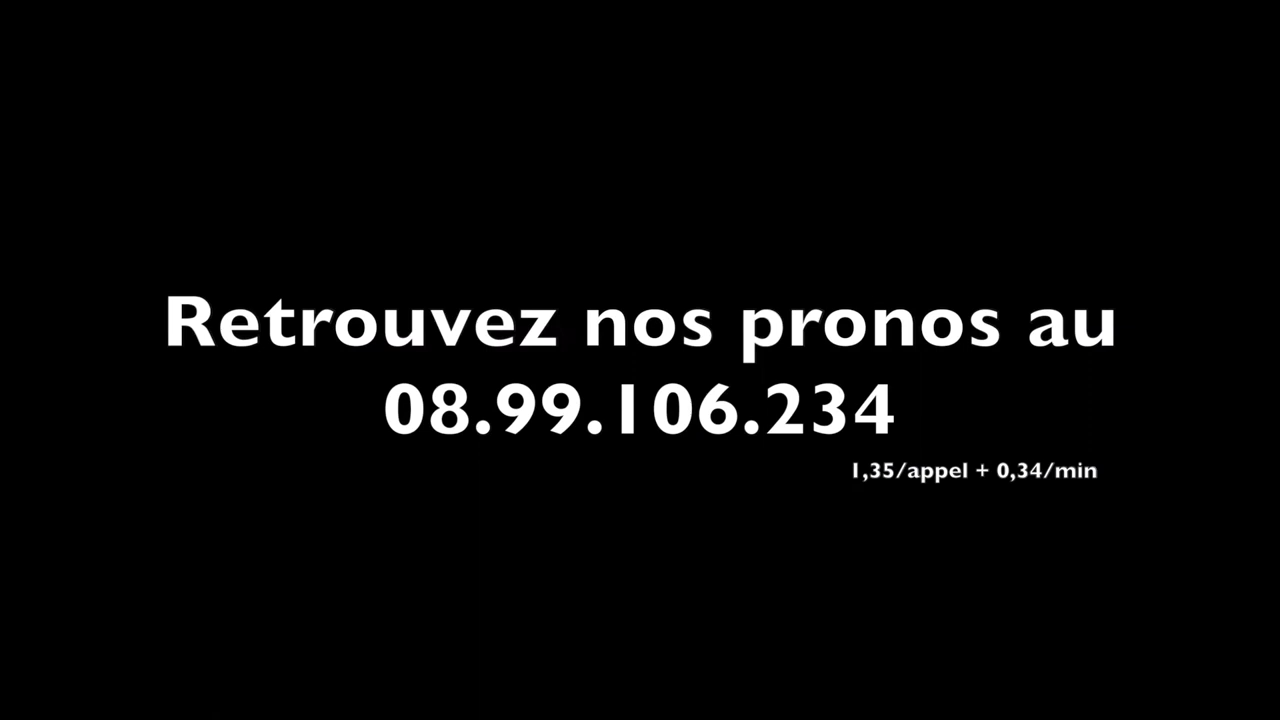 Retrouvez nos pronos au
08.99.106.234
1,35/appel + 0,34/min